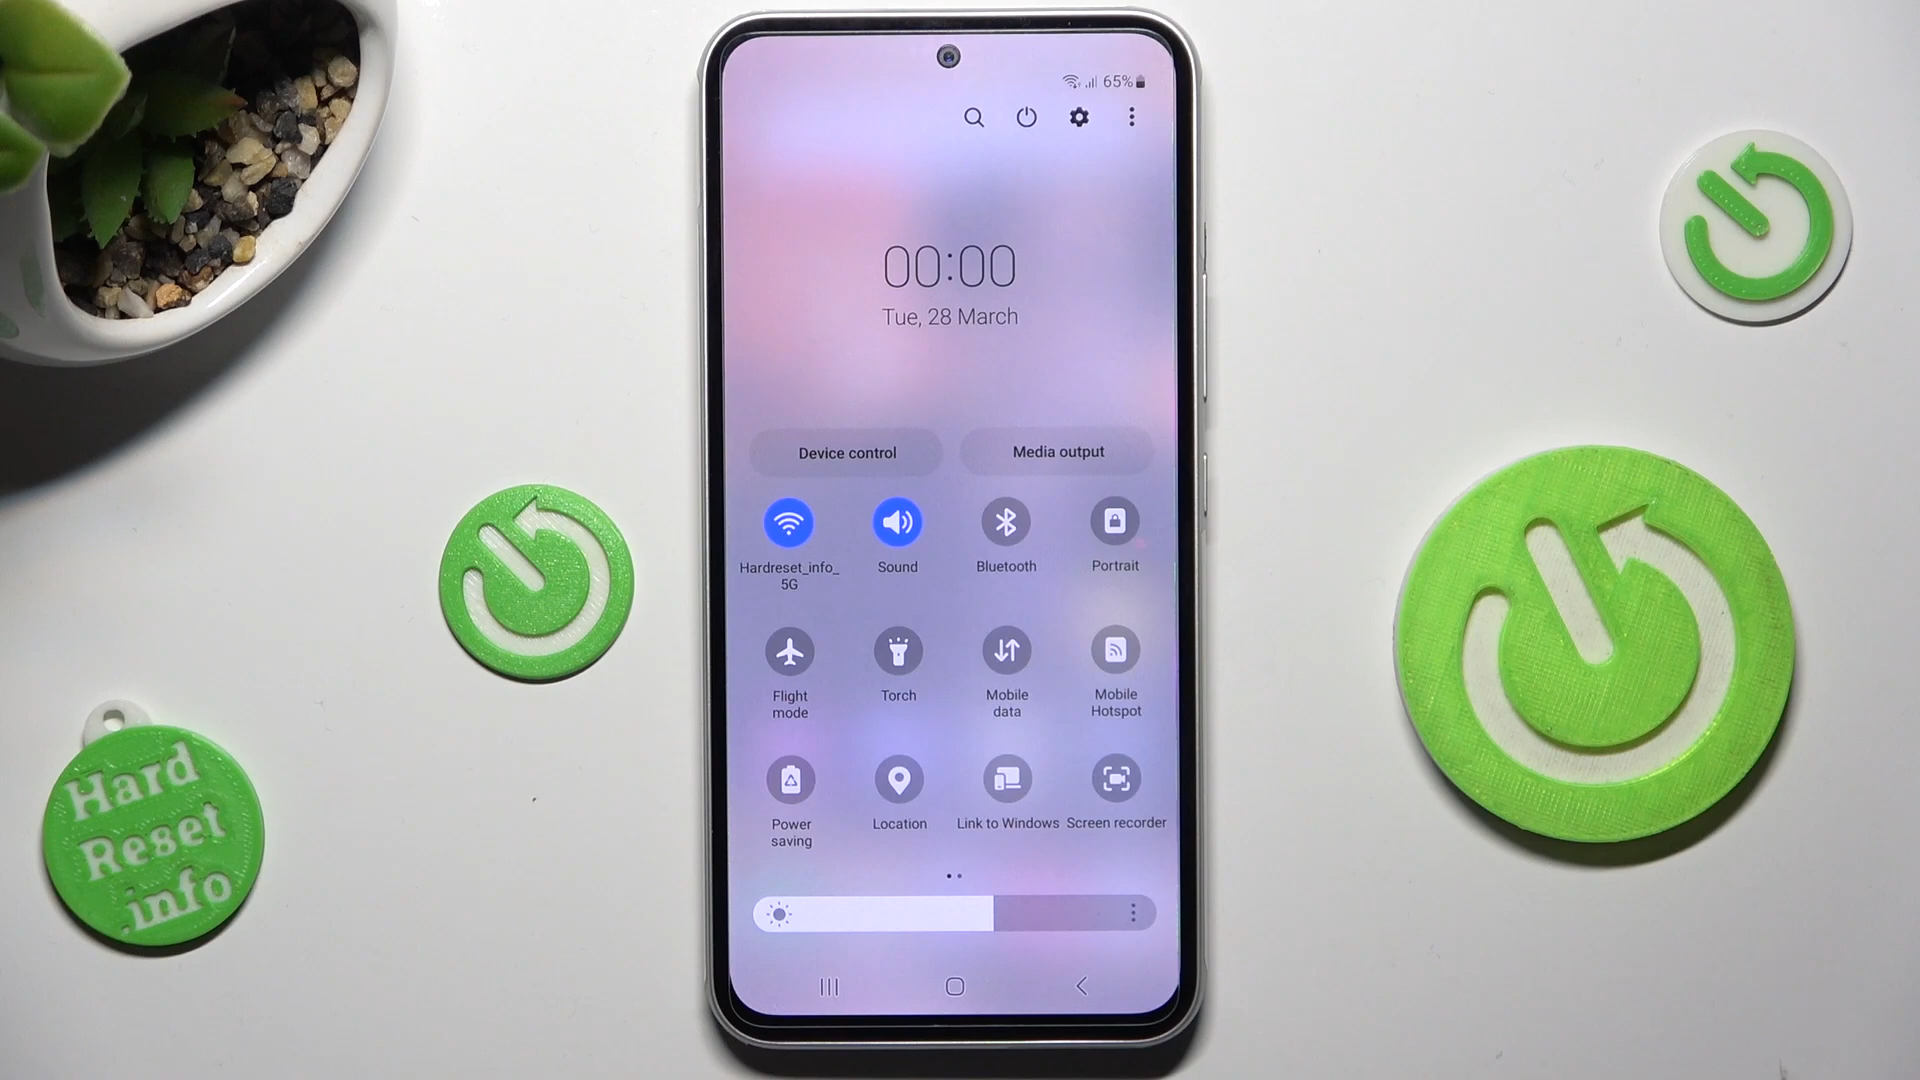 65%
00:00
Tue, 28 March
Device control
Media output
Hardreset_info_
5G
Sound
Bluetooth
Portrait
Flight
mode
Torch
Mobile
data
Mobile
Hotspot
Power
saving
Location
Link to Windows
Screen recorder
Hard
Reset
.info